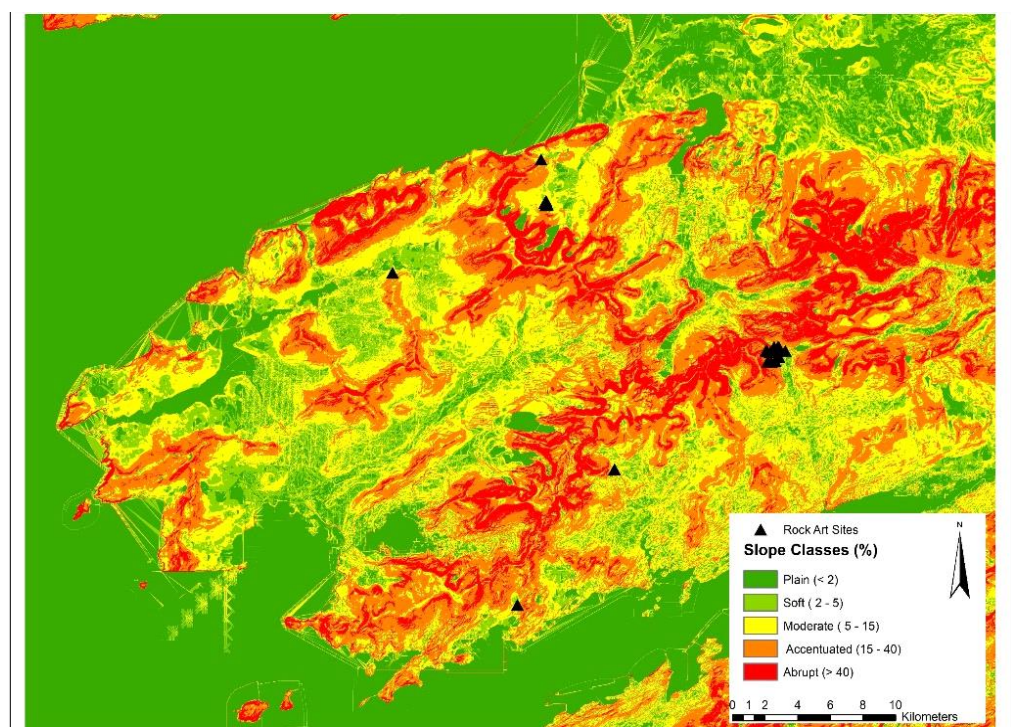 Rock Art Sites
Slope Classes (%)
Plain (< 2)
Soft ( 2 - 5)
Moderate ( 5 - 15)
Accentuated (15 - 40)
Abrupt (> 40)
N
0 1 2 4 6 8 10
Kilometers